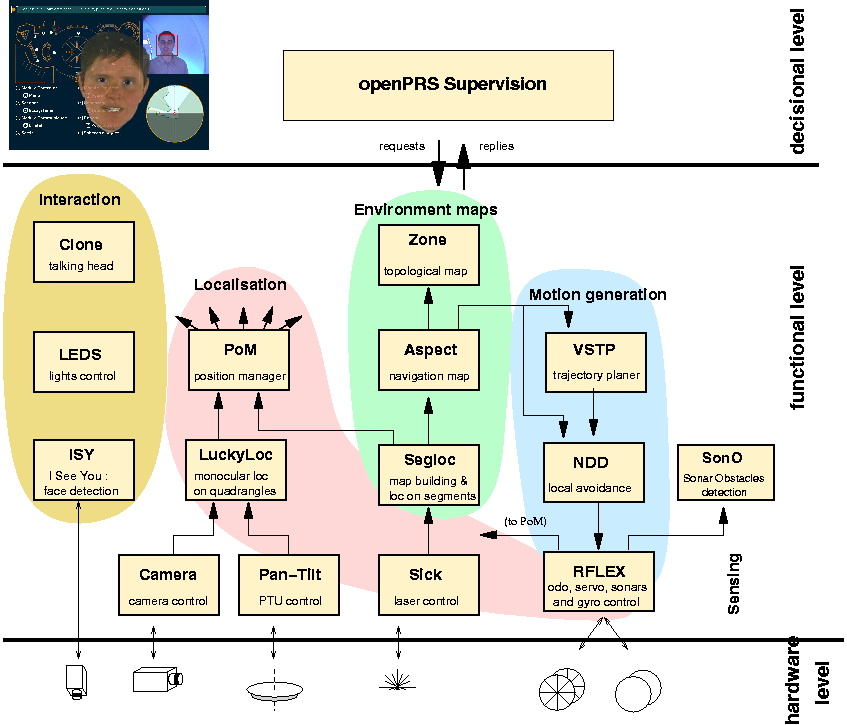 openPRS Supervision
decisional level
requests
replies
Interaction
Environment maps
Clone
talking head
Zone
topological map
Localisation
Motion generation
functional level
LEDS
lights control
PoM
position manager
Aspect
navigation map
VSTP
trajectory planer
ISY
I See You :
face detection
LuckyLoc
monocular loc
on quadrangles
Segloc
map building &
loc on segments
NDD
local avoidance
SonO
Sonar Obstacles
detection
(to PoM)
Camera
camera control
Pan-Tilt
PTU control
Sick
laser control
RFLEX
odo, servo, sonars
and gyro control
Sensing
hardware
level